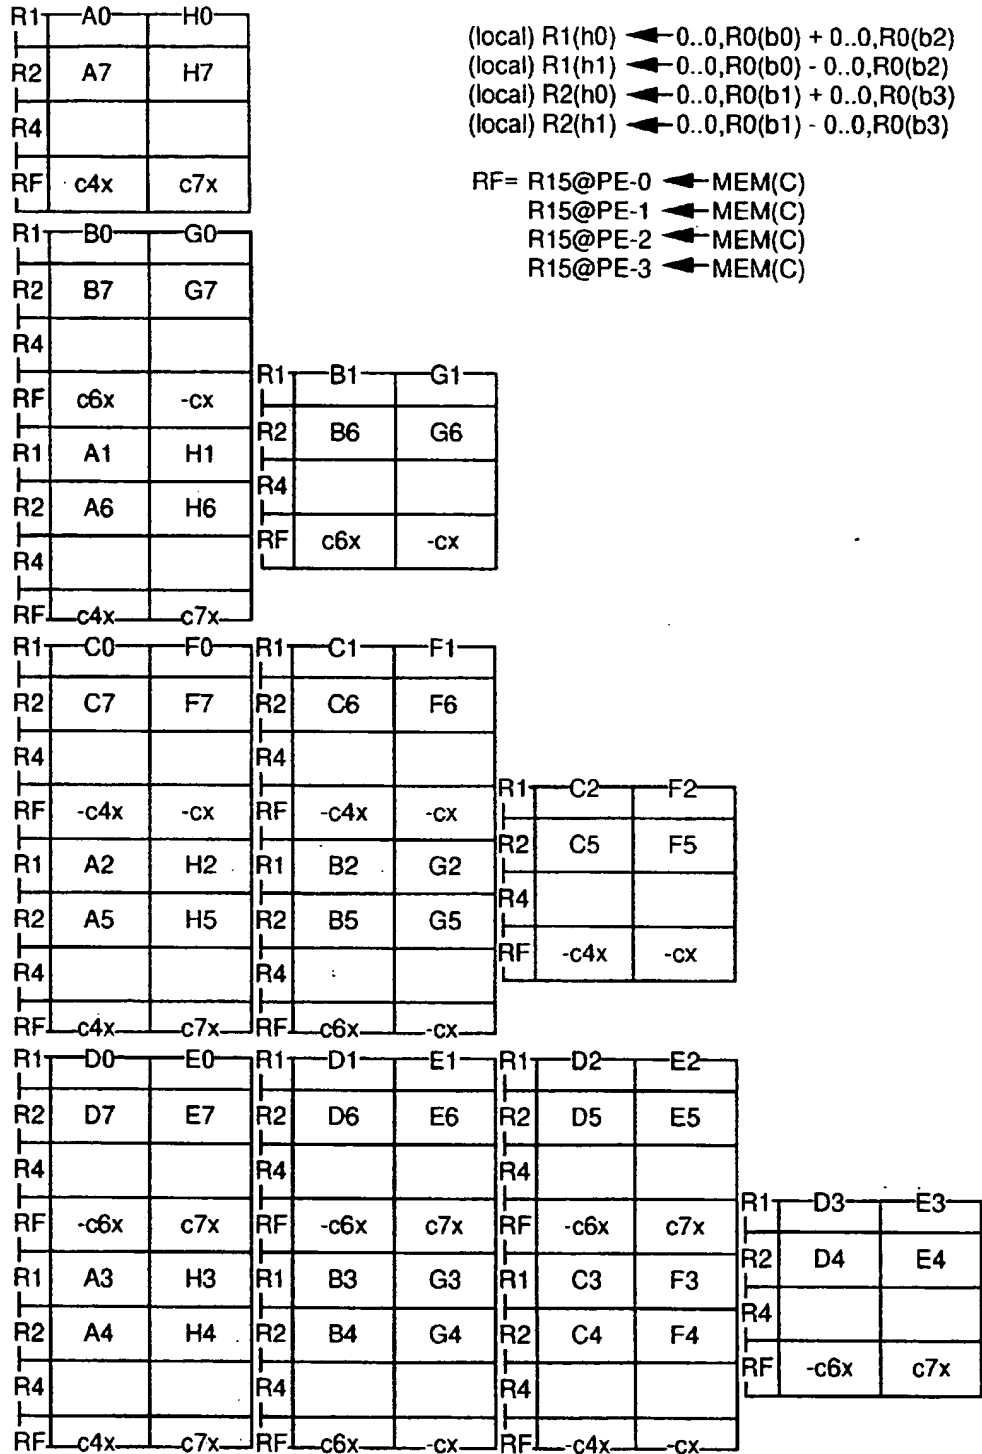 R1 A0 H0
R2 A7 H7
R4
RF c4x c7x
(local) R1(h0) ◄ 0..0,R0(b0) + 0..0,R0(b2)
(local) R1(h1) ◄ 0..0,R0(b0) - 0..0,R0(b2)
(local) R2(h0) ◄ 0..0,R0(b1) + 0..0,R0(b3)
(local) R2(h1) ◄ 0..0,R0(b1) - 0..0,R0(b3)
RF= R15@PE-0 ◄ MEM(C)
R15@PE-1 ◄ MEM(C)
R15@PE-2 ◄ MEM(C)
R15@PE-3 ◄ MEM(C)
R1 B0 G0
R2 B7 G7
R4
RF c6x -cx
R1 A1 H1
R2 A6 H6
R4
RF c4x c7x
R1 B1 G1
R2 B6 G6
R4
RF c6x -cx
R1 C0 F0
R2 C7 F7
R4
RF -c4x -cx
R1 A2 H2
R2 A5 H5
R4
RF c4x c7x
R1 C1 F1
R2 C6 F6
R4
RF -c4x -cx
R1 B2 G2
R2 B5 G5
R4
RF c6x -cx
R1 C2 F2
R2 C5 F5
R4
RF -c4x -cx
R1 D0 E0
R2 D7 E7
R4
RF -c6x c7x
R1 A3 H3
R2 A4 H4
R4
RF c4x c7x
R1 D1 E1
R2 D6 E6
R4
RF -c6x c7x
R1 B3 G3
R2 B4 G4
R4
RF c6x -cx
R1 D2 E2
R2 D5 E5
R4
RF -c6x c7x
R1 C3 F3
R2 C4 F4
R4
RF -c4x -cx
R1 D3 E3
R2 D4 E4
R4
RF -c6x c7x